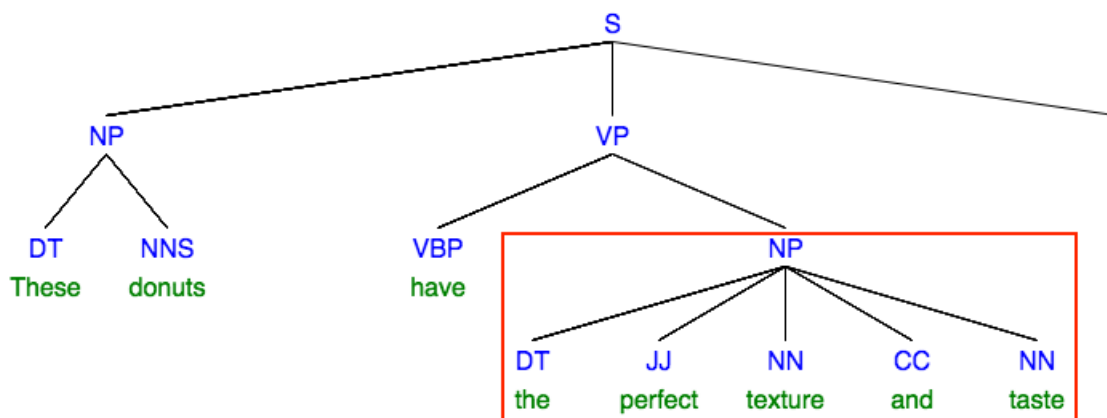 S
NP VP
DT NNS VBP NP
These donuts have
DT JJ NN CC NN
the perfect texture and taste